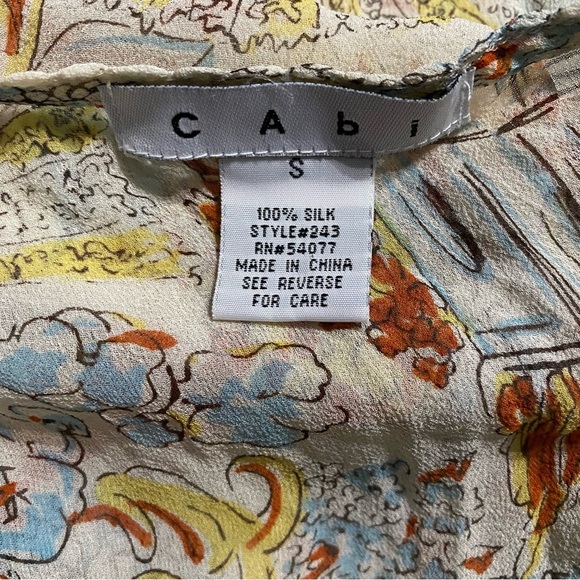 CAbi
S
100% SILK
STYLE#243
RN#54077
MADE IN CHINA
SEE REVERSE
FOR CARE